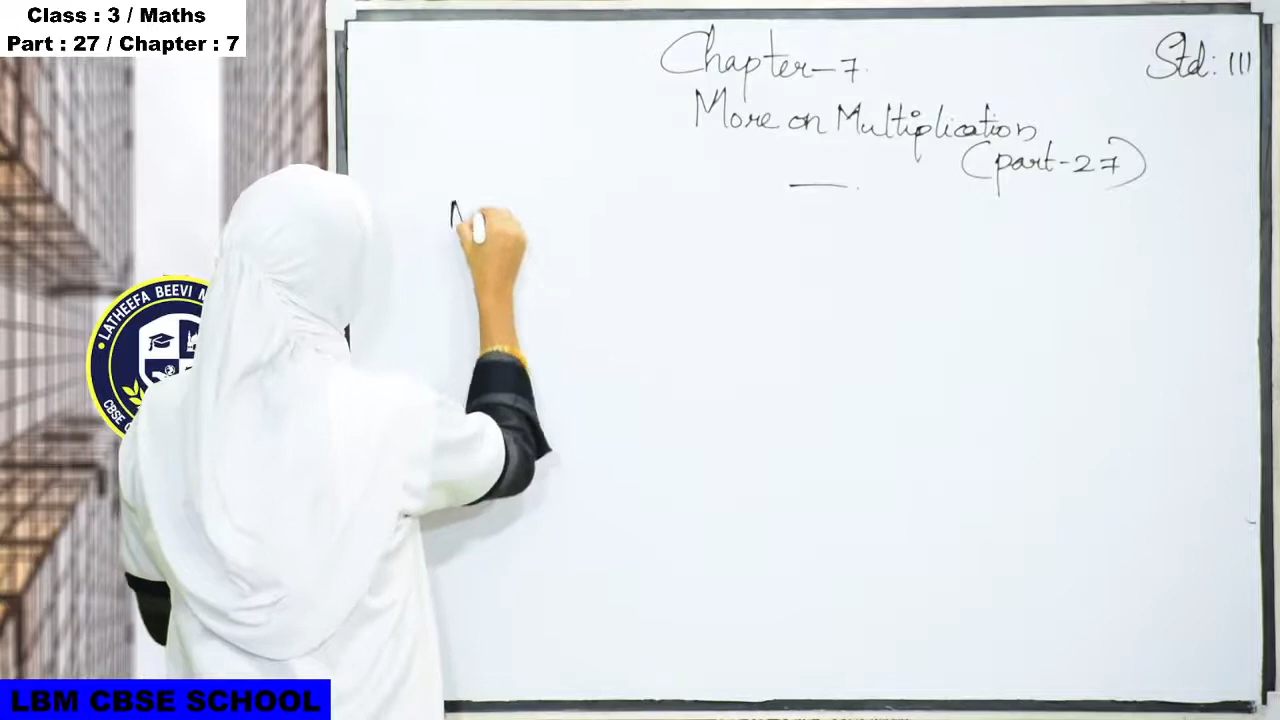 Class : 3 / Maths
Part : 27 / Chapter : 7
Chapter-7
Std: III
More on Multiplication
(part-27)
LATHEEFA BEEVI
CBSE
LBM CBSE SCHOOL